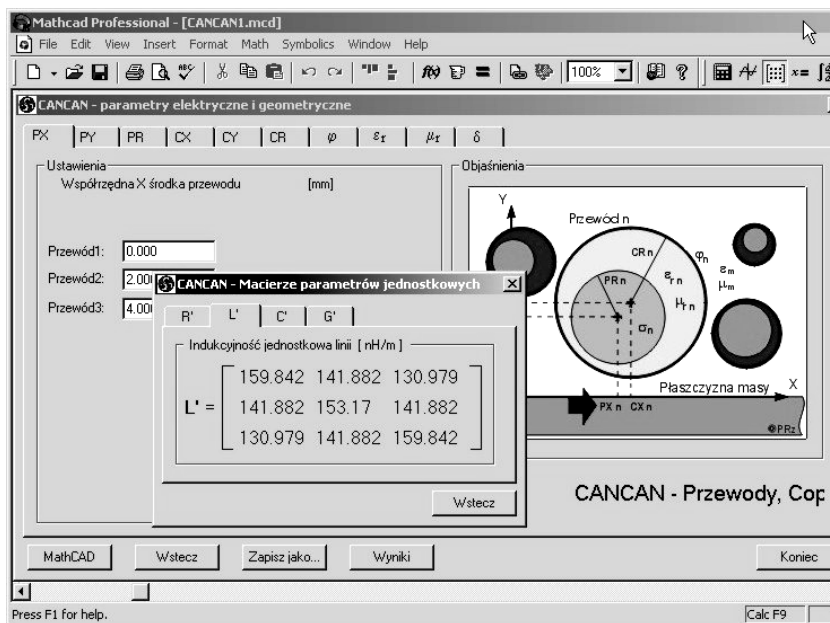 Mathcad Professional - [CANCAN1.mcd]
File Edit View Insert Format Math Symbolics Window Help
100%
CANCAN - parametry elektryczne i geometryczne
PX PY PR CX CY CR φ εr μr δ
Ustawienia
Współrzędna X środka przewodu [mm]
Przewód1: 0.000
Przewód2: 2.00
Przewód3: 4.00
Objaśnienia
Y
Przewód n
CR n
φn
PR n
εr n
μr n
εm
μm
σn
Płaszczyzna masy X
PX n CX n
©PRz
CANCAN - Macierze parametrów jednostkowych
R' L' C' G'
Indukcyjność jednostkowa linii [ nH/m ]
159.842 141.882 130.979
L' = 141.882 153.17 141.882
130.979 141.882 159.842
Wstecz
CANCAN - Przewody, Cop
MathCAD Wstecz Zapisz jako... Wyniki Koniec
Press F1 for help. Calc F9